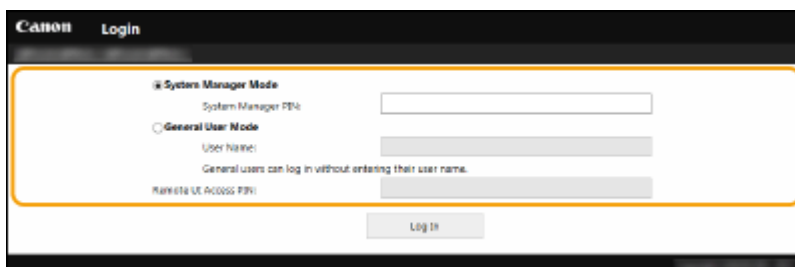 Canon Login
System Manager Mode
System Manager PIN:
General User Mode
User Name:
General users can log in without entering their user name.
Remote UI Access PIN:
Log In